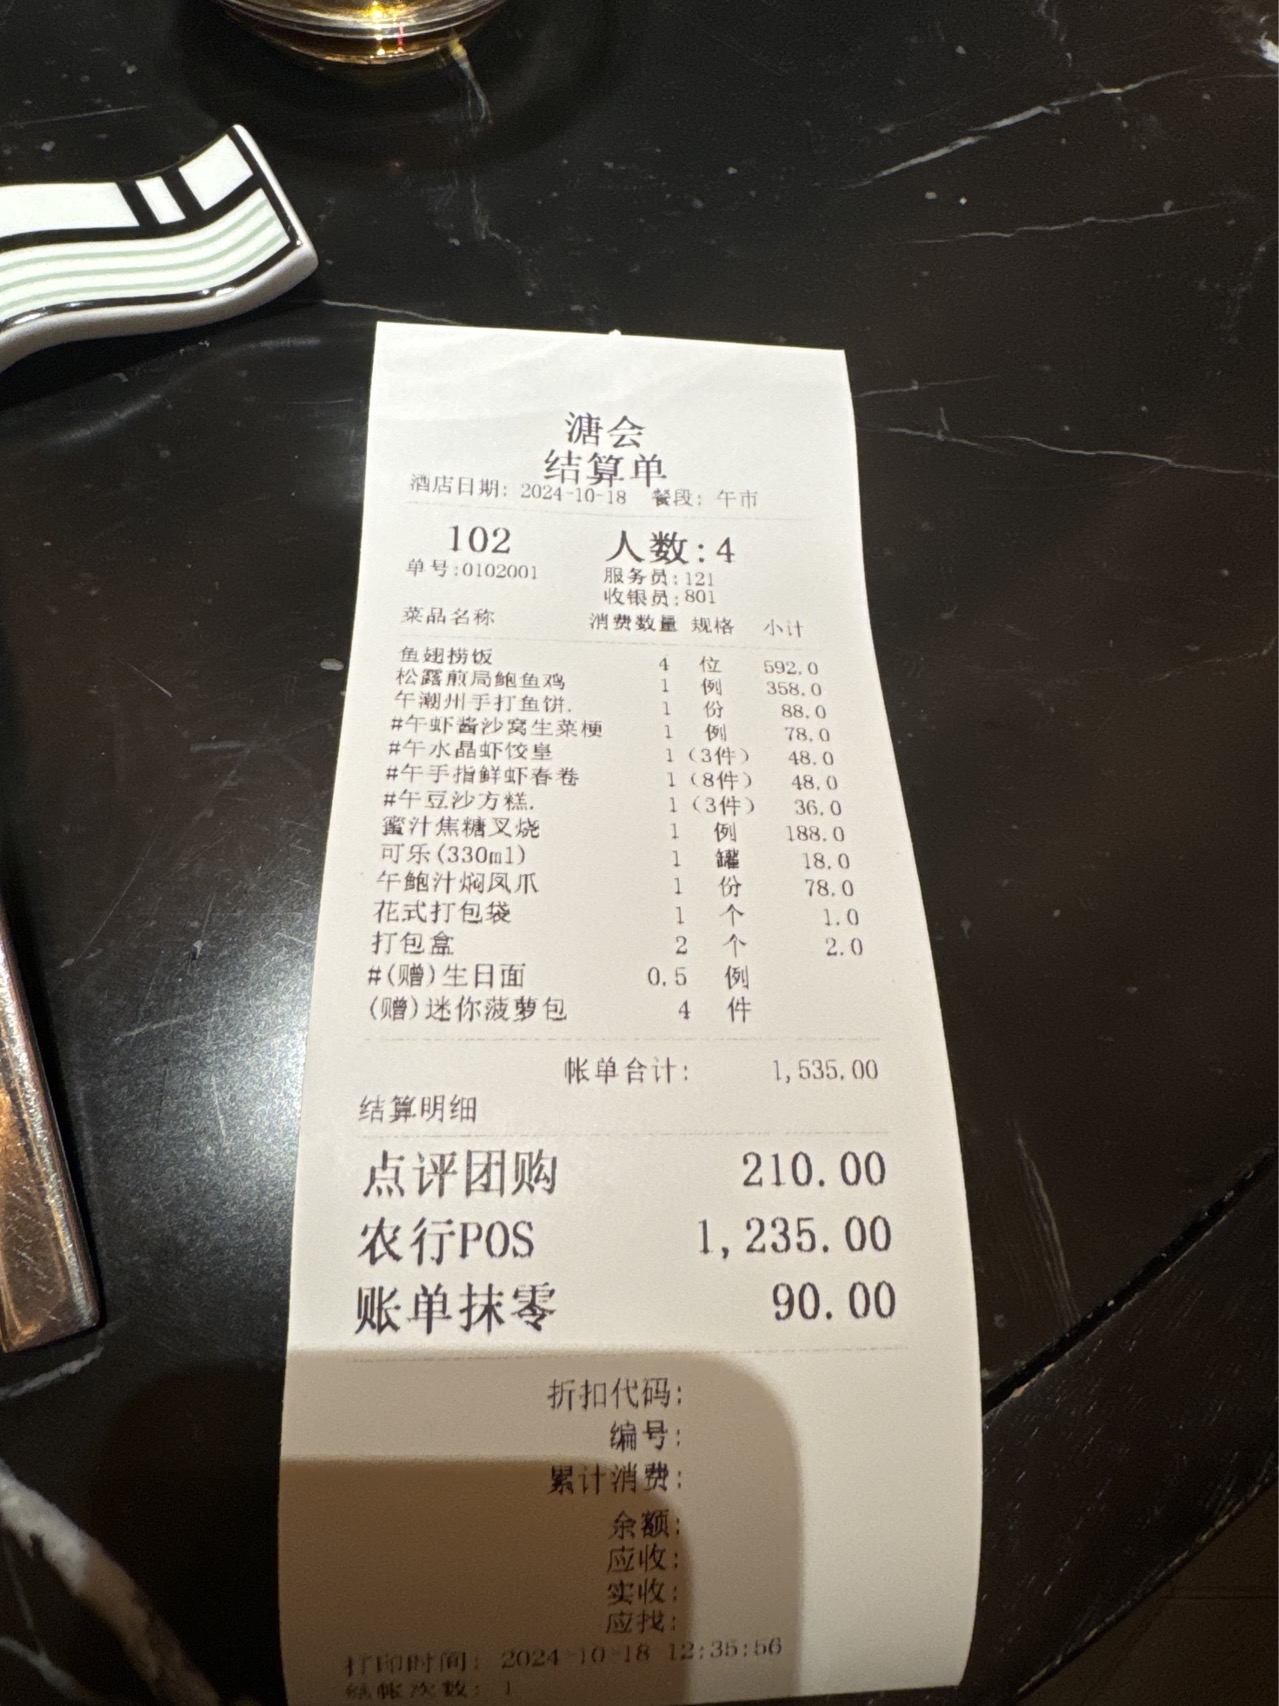 溏会
结算单
酒店日期: 2024-10-18 餐段: 午市
102 人数:4
单号:0102001 服务员:121
收银员:801
菜品名称 消费数量 规格 小计
鱼翅捞饭 4 位 592.0
松露煎局鲍鱼鸡 1 例 358.0
午潮州手打鱼饼. 1 份 88.0
#午虾酱沙窝生菜梗 1 例 78.0
#午水晶虾饺皇 1 (3件) 48.0
#午手指鲜虾春卷 1 (8件) 48.0
#午豆沙方糕. 1 (3件) 36.0
蜜汁焦糖叉烧 1 例 188.0
可乐(330ml) 1 罐 18.0
午鲍汁焖凤爪 1 份 78.0
花式打包袋 1 个 1.0
打包盒 2 个 2.0
#(赠)生日面 0.5 例
(赠)迷你菠萝包 4 件
帐单合计: 1,535.00
结算明细
点评团购 210.00
农行POS 1,235.00
账单抹零 90.00
折扣代码:
编号:
累计消费:
余额:
应收:
实收:
应找:
打印时间: 2024-10-18 12:35:56
结帐次数: 1